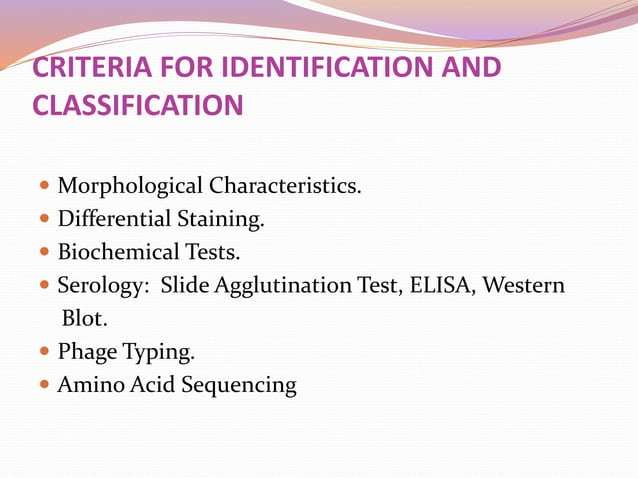 CRITERIA FOR IDENTIFICATION AND
CLASSIFICATION
• Morphological Characteristics.
• Differential Staining.
• Biochemical Tests.
• Serology:  Slide Agglutination Test, ELISA, Western
Blot.
• Phage Typing.
• Amino Acid Sequencing